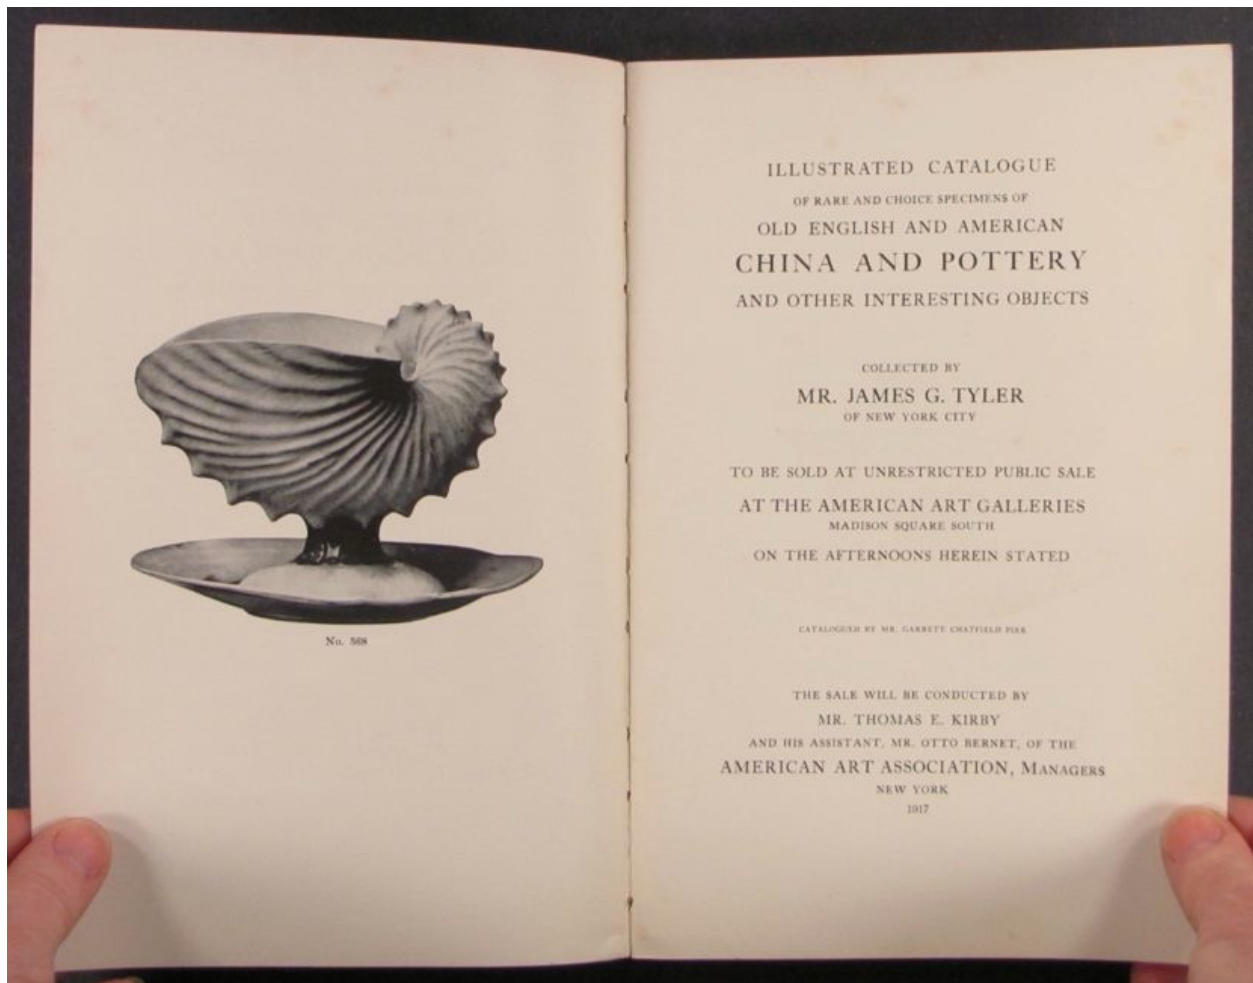 No. 568
ILLUSTRATED CATALOGUE
OF RARE AND CHOICE SPECIMENS OF
OLD ENGLISH AND AMERICAN
CHINA AND POTTERY
AND OTHER INTERESTING OBJECTS
COLLECTED BY
MR. JAMES G. TYLER
OF NEW YORK CITY
TO BE SOLD AT UNRESTRICTED PUBLIC SALE
AT THE AMERICAN ART GALLERIES
MADISON SQUARE SOUTH
ON THE AFTERNOONS HEREIN STATED
CATALOGUED BY MR. GARRETT CHATFIELD PIER
THE SALE WILL BE CONDUCTED BY
MR. THOMAS E. KIRBY
AND HIS ASSISTANT, MR. OTTO BERNET, OF THE
AMERICAN ART ASSOCIATION, MANAGERS
NEW YORK
1917